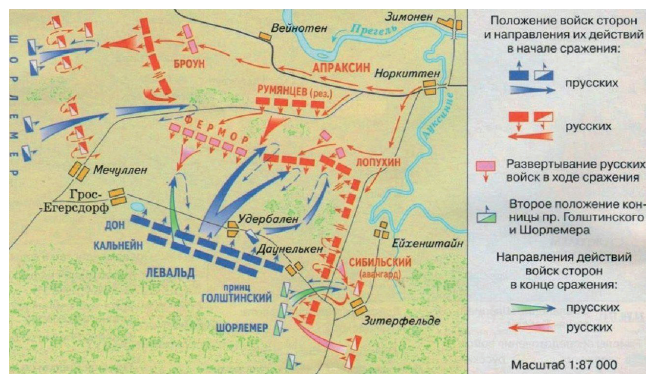 Зимонен
Вейнотен
Прегель
АПРАКСИН
БРОУН
Норкиттен
РУМЯНЦЕВ (рез.)
Ауксинне
ШОРЛЕМЕР
ФЕРМОР
ЛОПУХИН
Мечуллен
Грос-
Егерсдорф
Удербален
ДОН
КАЛЬНЕЙН
Даунелькен
Ейхенштайн
ЛЕВАЛЬД
СИБИЛЬСКИЙ
(авангард)
принц
ГОЛШТИНСКИЙ
ШОРЛЕМЕР
Зитерфельде
Положение войск сторон
и направления их действий
в начале сражения:
прусских
русских
Развертывание русских
войск в ходе сражения
Второе положение кон-
ницы пр. Голштинского
и Шорлемера
Направления действий
войск сторон
в конце сражения:
прусских
русских
Масштаб 1:87 000